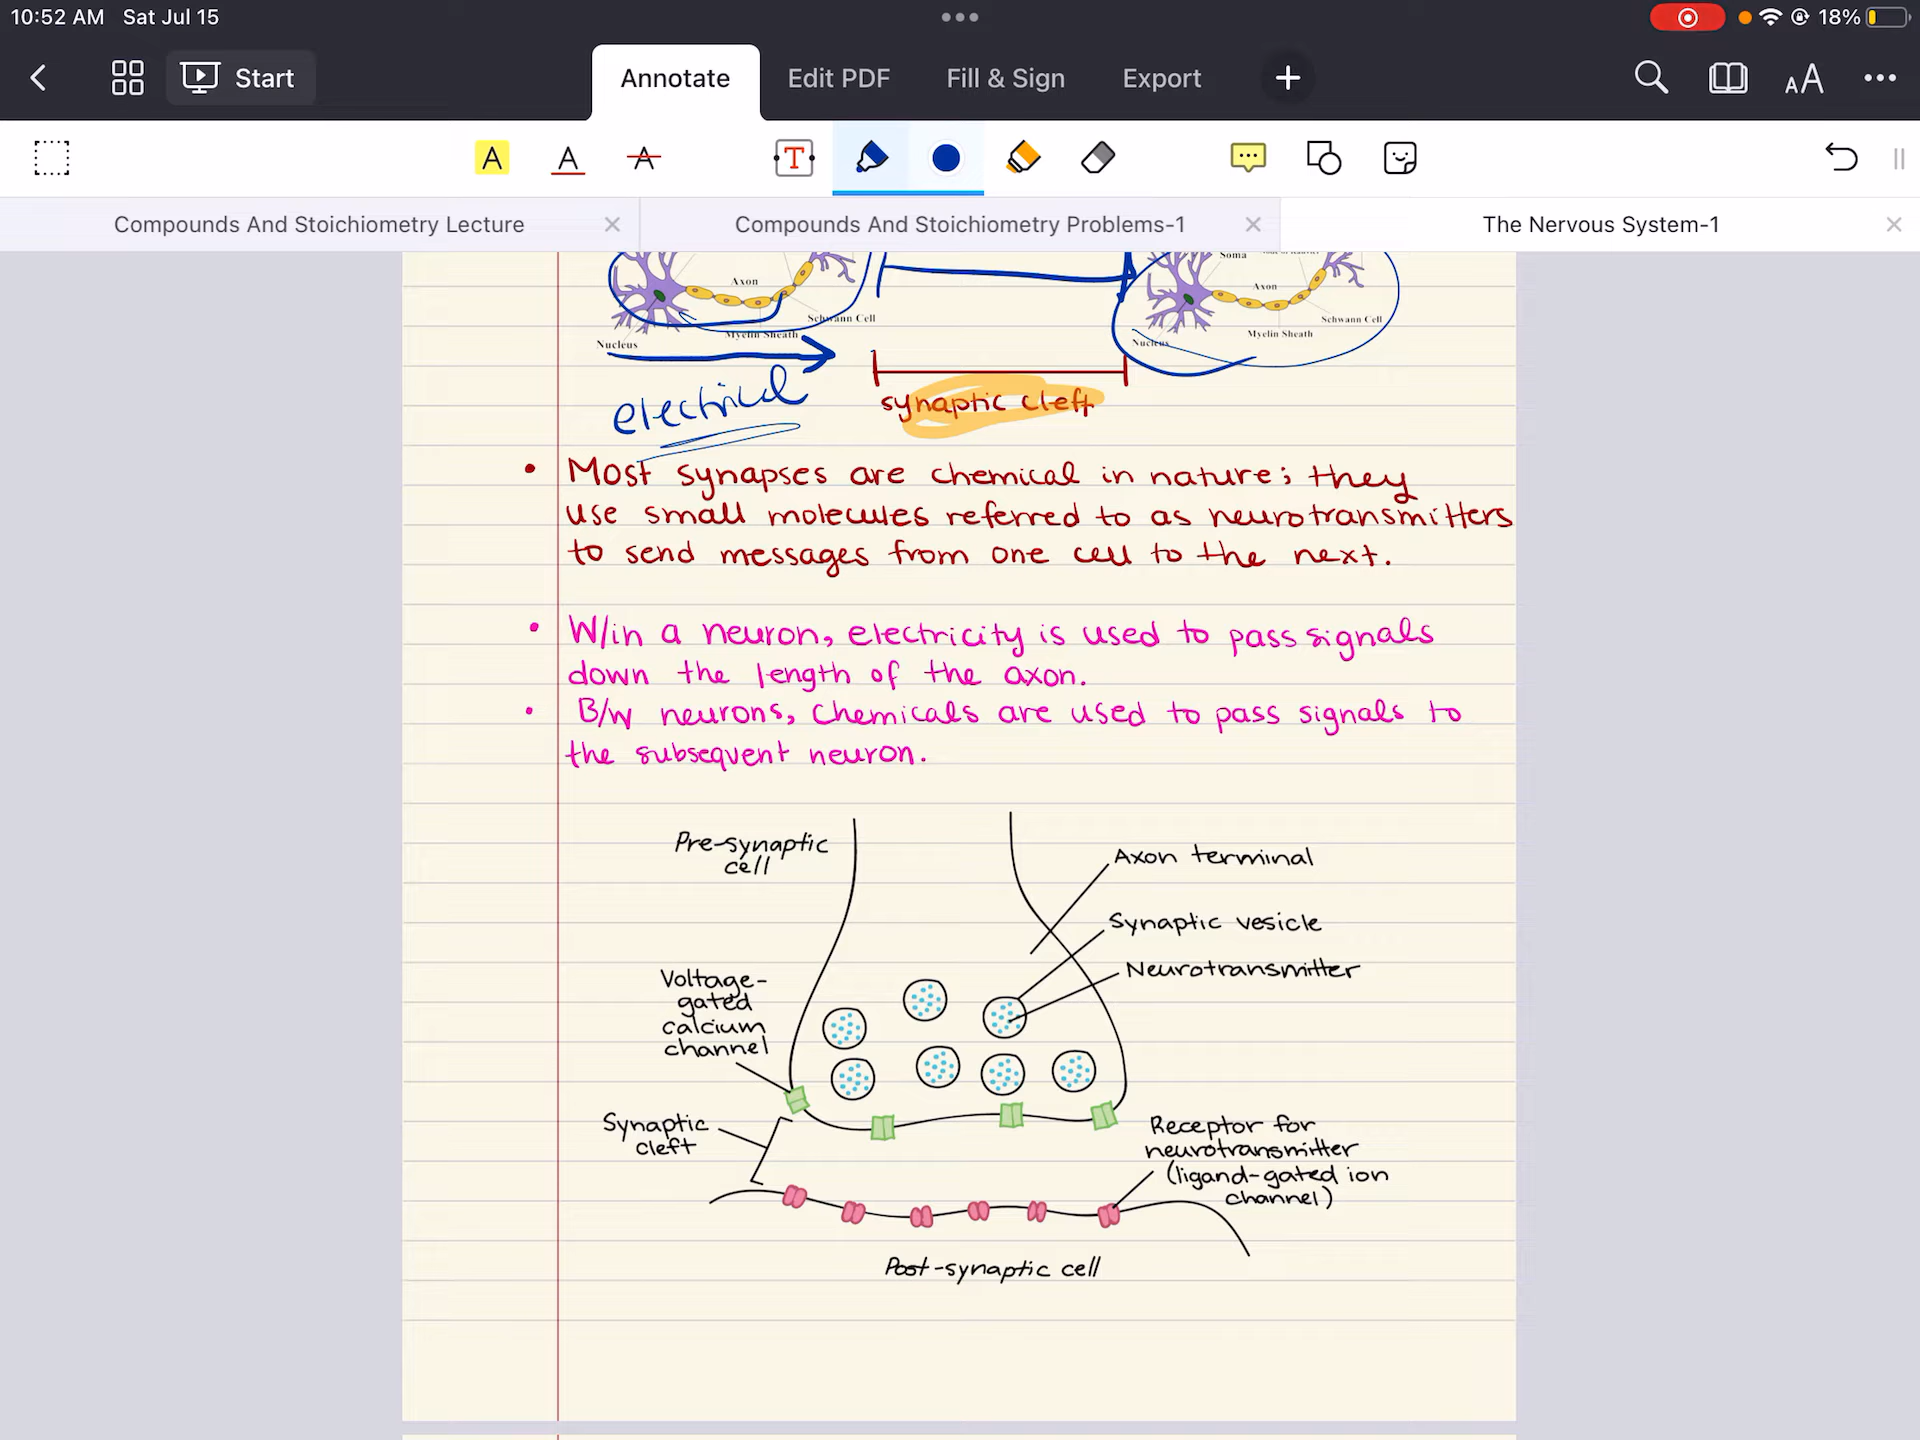 10:52 AM Sat Jul 15
18%
Start
Annotate
Edit PDF
Fill & Sign
Export
AA
A
A
A
T
Compounds And Stoichiometry Lecture
Compounds And Stoichiometry Problems-1
The Nervous System-1
Axon
Schwann Cell
Myelin Sheath
Nucleus
Soma
Axon
Schwann Cell
Myelin Sheath
Nucleus
electrical
synaptic cleft
• Most synapses are chemical in nature; they
use small molecules referred to as neurotransmitters
to send messages from one cell to the next.
• W/in a neuron, electricity is used to pass signals
down the length of the axon.
• B/w neurons, chemicals are used to pass signals to
the subsequent neuron.
Pre-synaptic
cell
Axon terminal
Synaptic vesicle
Neurotransmitter
Voltage-
gated
calcium
channel
Synaptic
cleft
Receptor for
neurotransmitter
(ligand-gated ion
channel)
Post-synaptic cell